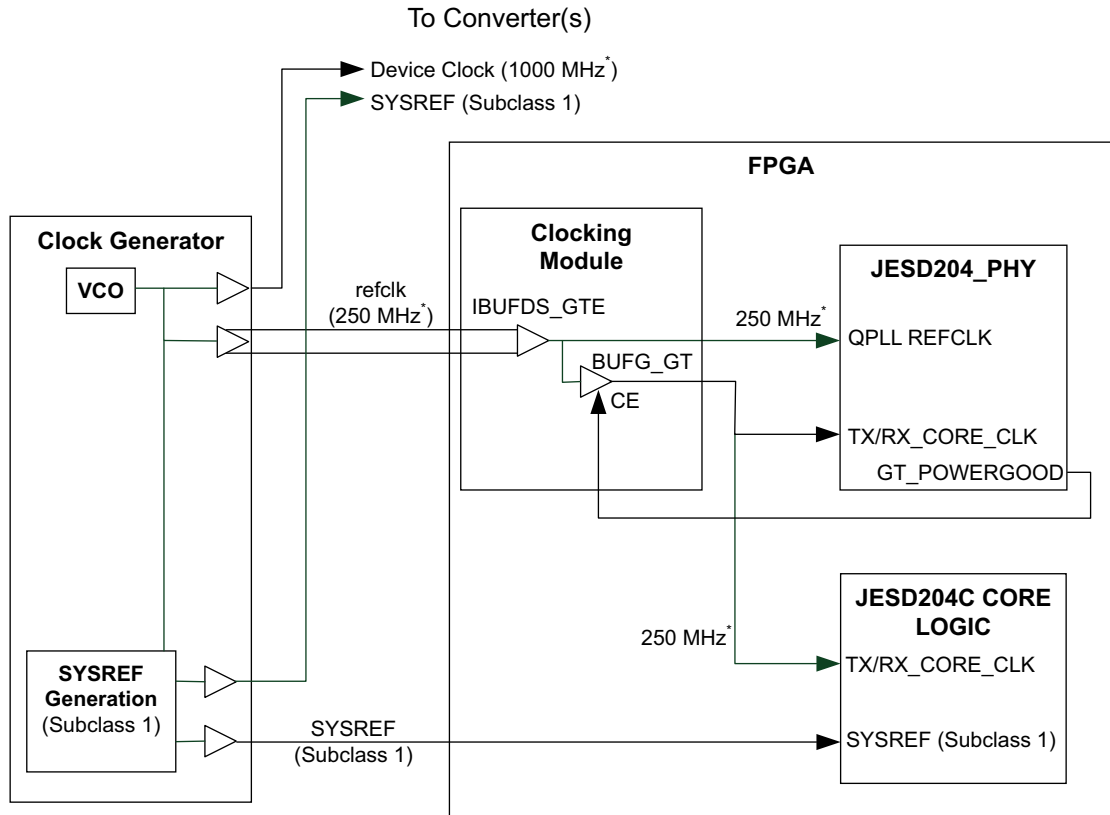 To Converter(s)
Device Clock (1000 MHz*)
SYSREF (Subclass 1)
FPGA
Clock Generator
VCO
refclk
(250 MHz*)
Clocking
Module
IBUFDS_GTE
BUFG_GT
CE
250 MHz*
JESD204_PHY
QPLL REFCLK
TX/RX_CORE_CLK
GT_POWERGOOD
250 MHz*
JESD204C CORE
LOGIC
TX/RX_CORE_CLK
SYSREF (Subclass 1)
SYSREF
Generation
(Subclass 1)
SYSREF
(Subclass 1)